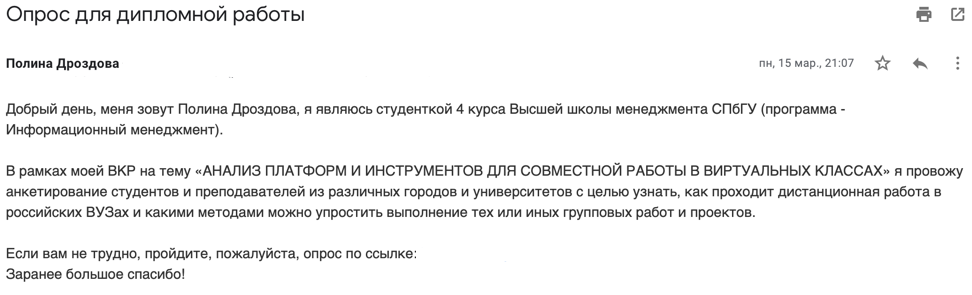 Опрос для дипломной работы
Полина Дроздова
пн, 15 мар., 21:07
Добрый день, меня зовут Полина Дроздова, я являюсь студенткой 4 курса Высшей школы менеджмента СПбГУ (программа -
Информационный менеджмент).
В рамках моей ВКР на тему «АНАЛИЗ ПЛАТФОРМ И ИНСТРУМЕНТОВ ДЛЯ СОВМЕСТНОЙ РАБОТЫ В ВИРТУАЛЬНЫХ КЛАССАХ» я провожу
анкетирование студентов и преподавателей из различных городов и университетов с целью узнать, как проходит дистанционная работа в
российских ВУЗах и какими методами можно упростить выполнение тех или иных групповых работ и проектов.
Если вам не трудно, пройдите, пожалуйста, опрос по ссылке:
Заранее большое спасибо!